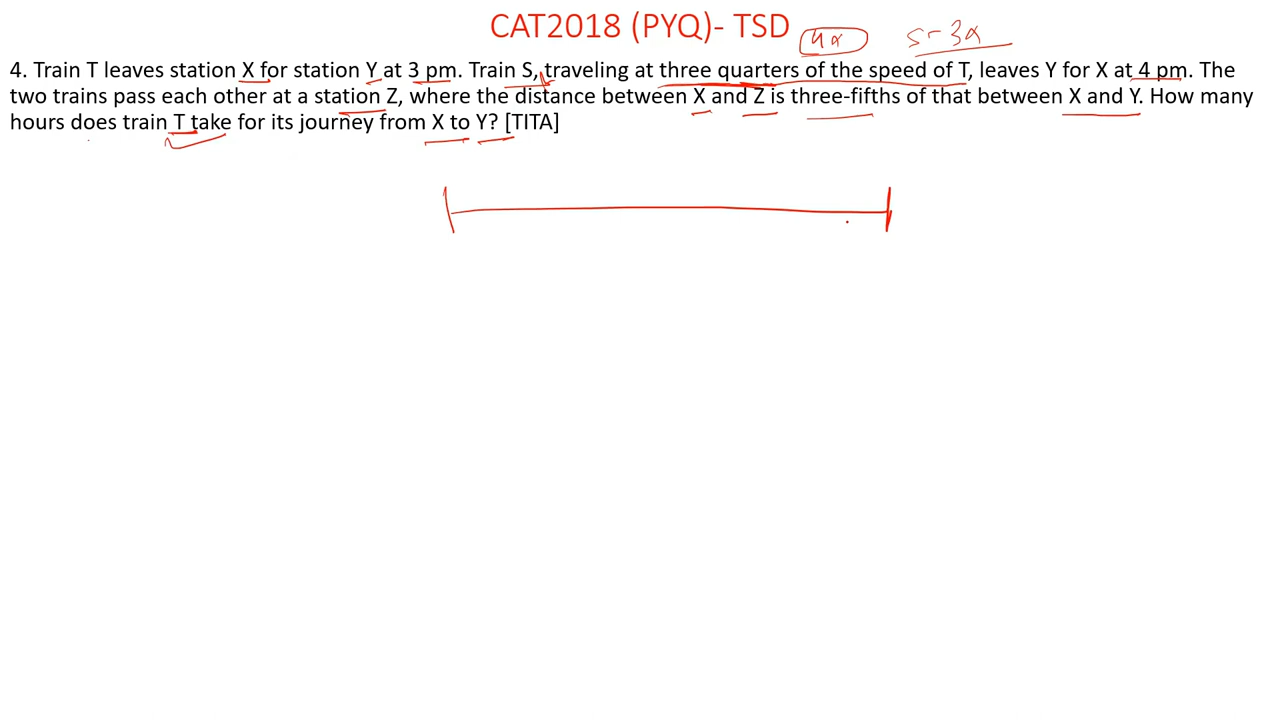 CAT2018 (PYQ)- TSD
4x
S- 3x
4. Train T leaves station X for station Y at 3 pm. Train S, traveling at three quarters of the speed of T, leaves Y for X at 4 pm. The
two trains pass each other at a station Z, where the distance between X and Z is three-fifths of that between X and Y. How many
hours does train T take for its journey from X to Y? [TITA]